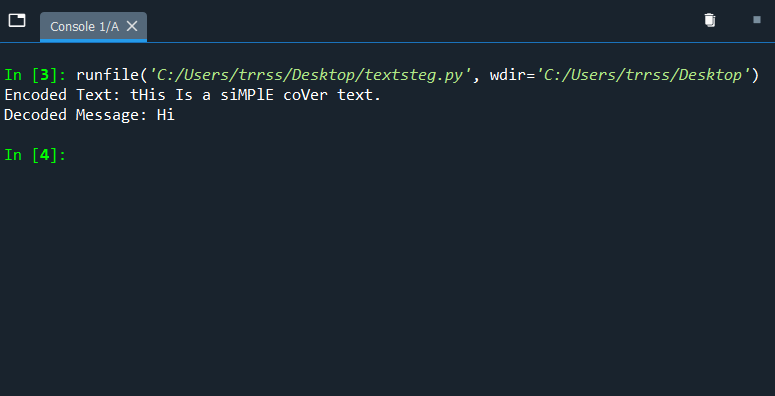 Console 1/A
In [3]: runfile('C:/Users/trrss/Desktop/textsteg.py', wdir='C:/Users/trrss/Desktop')
Encoded Text: tHis Is a siMPlE coVer text.
Decoded Message: Hi
In [4]: